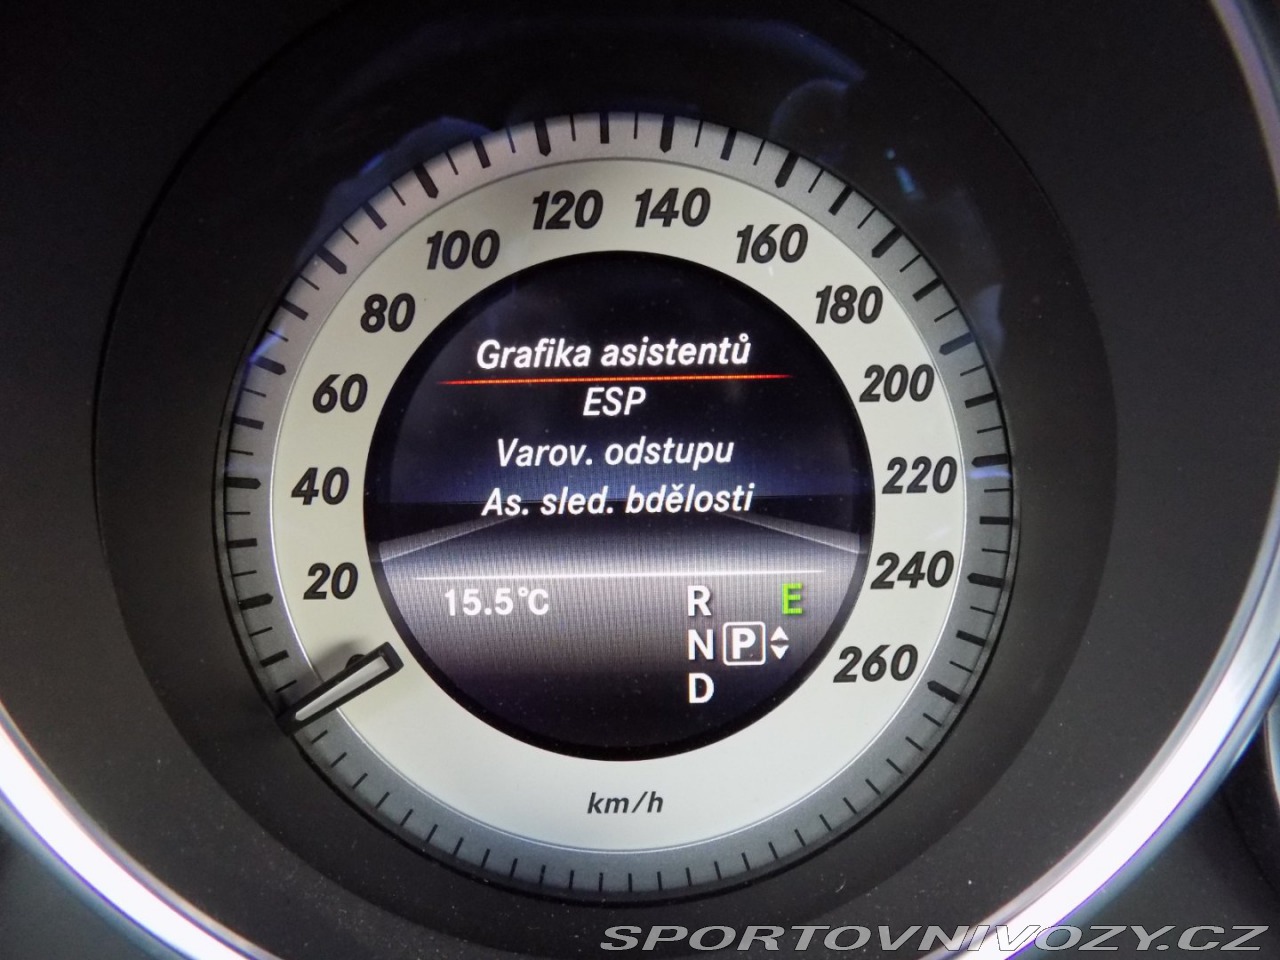 120 140
100 160
80 180
60 200
40 220
20 240
260
Grafika asistentů
ESP
Varov. odstupu
As. sled. bdělosti
15.5°C R E
N P
D
km/h
SPORTOVNIVOZY.CZ